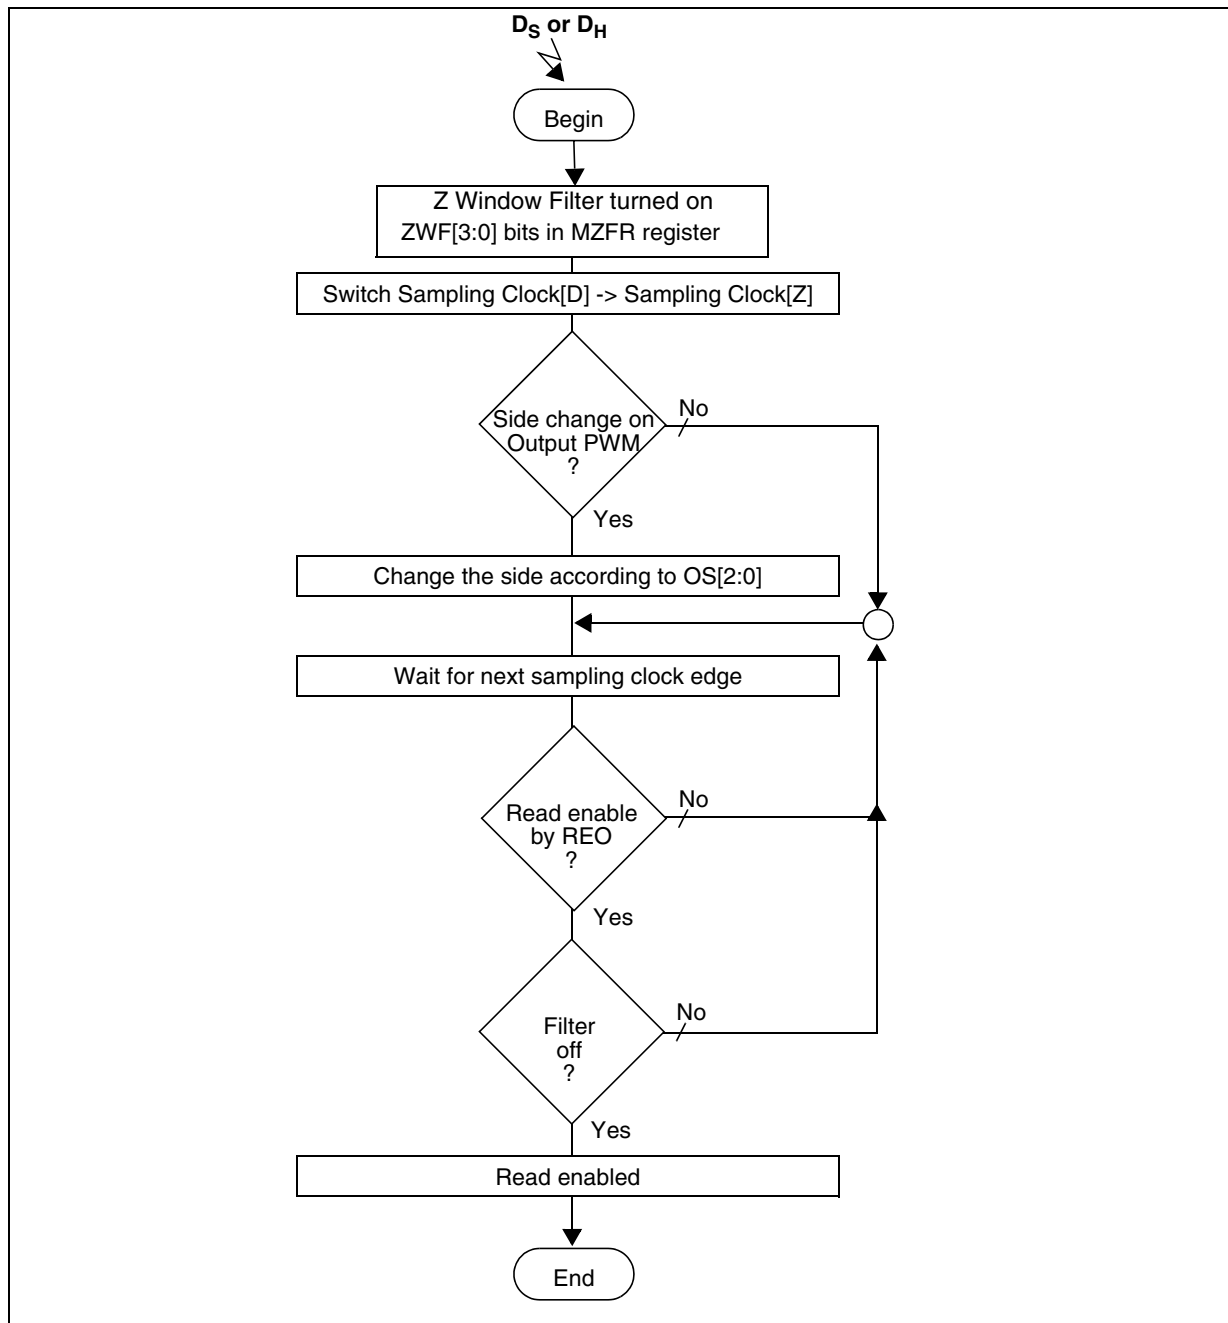 DS or DH
Begin
Z Window Filter turned on
ZWF[3:0] bits in MZFR register
Switch Sampling Clock[D] -> Sampling Clock[Z]
Side change on
Output PWM
?
No
Yes
Change the side according to OS[2:0]
Wait for next sampling clock edge
Read enable
by REO
?
No
Yes
Filter
off
?
No
Yes
Read enabled
End